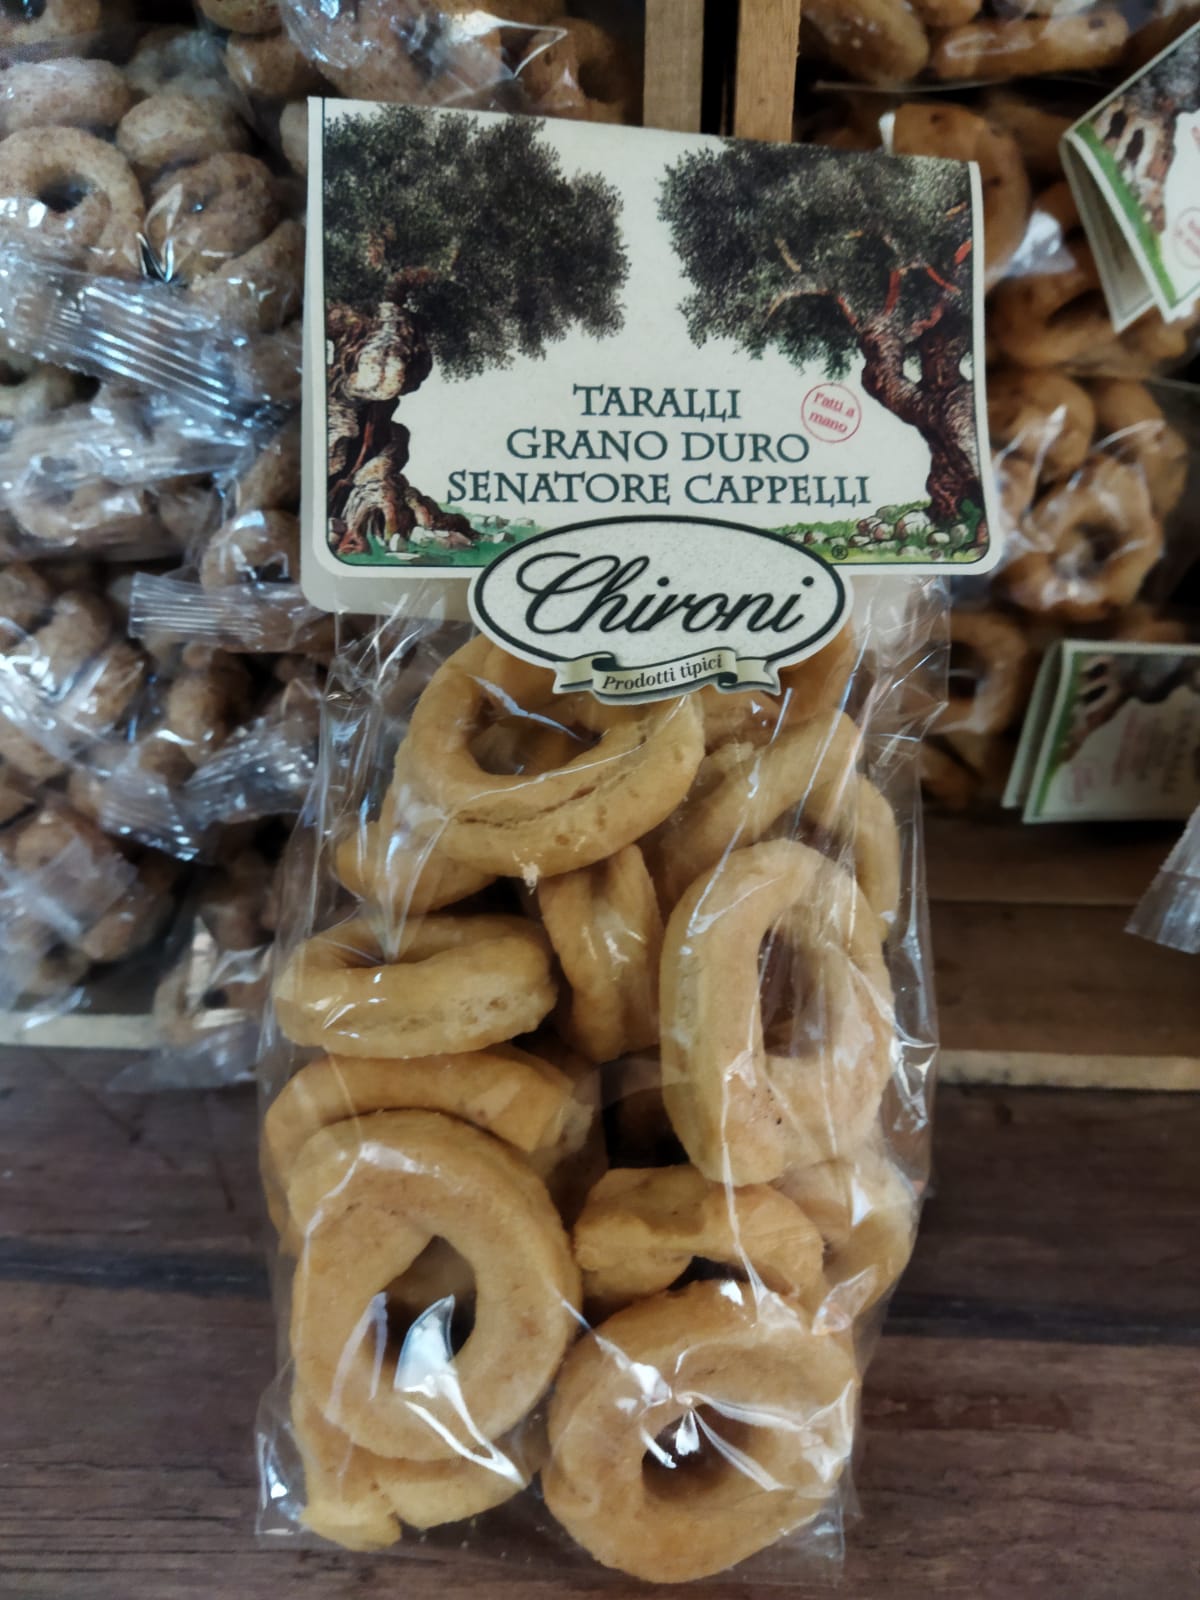 TARALLI
GRANO DURO
SENATORE CAPPELLI
Fatti a
mano
Chironi
®
Prodotti tipici